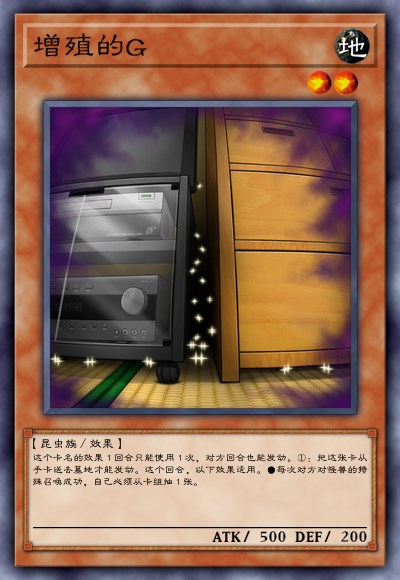 增殖的G
地
【昆虫族／效果】
这个卡名的效果１回合只能使用１次，对方回合也能发动。①：把这张卡从
手卡送去墓地才能发动。这个回合，以下效果适用。●每次对方对怪兽的特
殊召唤成功，自己必须从卡组抽１张。
ATK/ 500 DEF/ 200